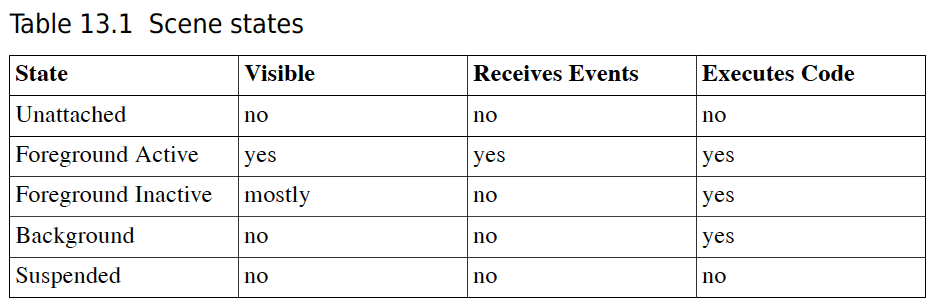 Table 13.1 Scene states
State Visible Receives Events Executes Code
Unattached no no no
Foreground Active yes yes yes
Foreground Inactive mostly no yes
Background no no yes
Suspended no no no